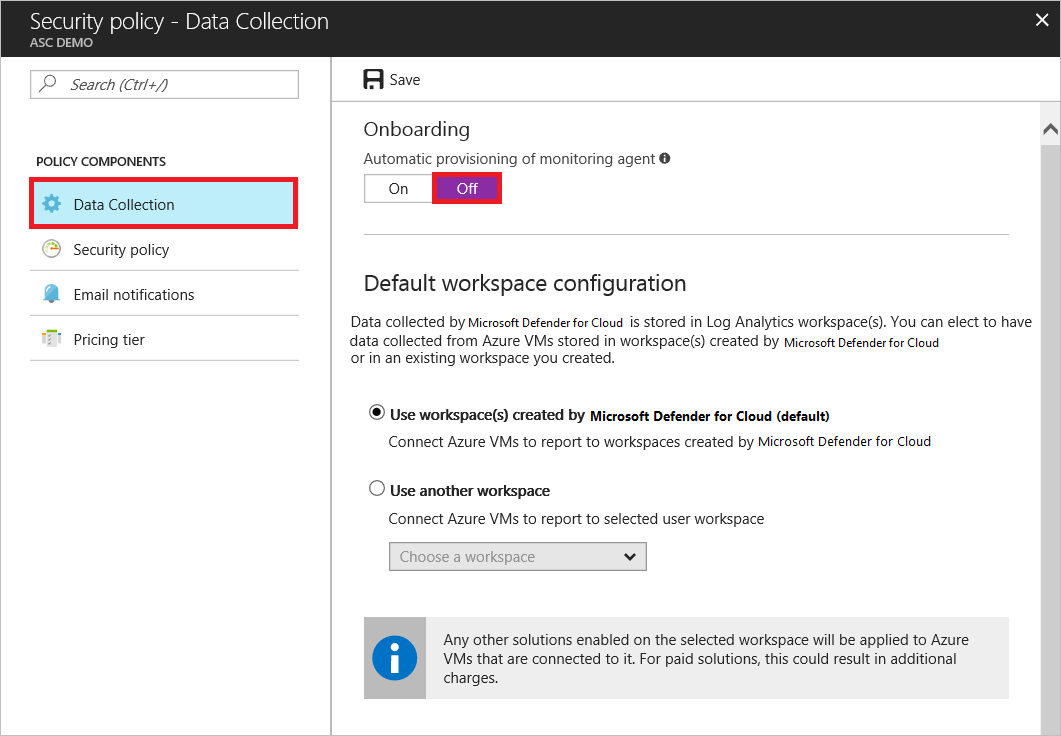 Security policy - Data Collection
ASC DEMO
Search (Ctrl+/)
POLICY COMPONENTS
Data Collection
Security policy
Email notifications
Pricing tier
Save
Onboarding
Automatic provisioning of monitoring agent
On
Off
Default workspace configuration
Data collected by Microsoft Defender for Cloud is stored in Log Analytics workspace(s). You can elect to have
data collected from Azure VMs stored in workspace(s) created by Microsoft Defender for Cloud
or in an existing workspace you created.
Use workspace(s) created by Microsoft Defender for Cloud (default)
Connect Azure VMs to report to workspaces created by Microsoft Defender for Cloud
Use another workspace
Connect Azure VMs to report to selected user workspace
Choose a workspace
Any other solutions enabled on the selected workspace will be applied to Azure
VMs that are connected to it. For paid solutions, this could result in additional
charges.